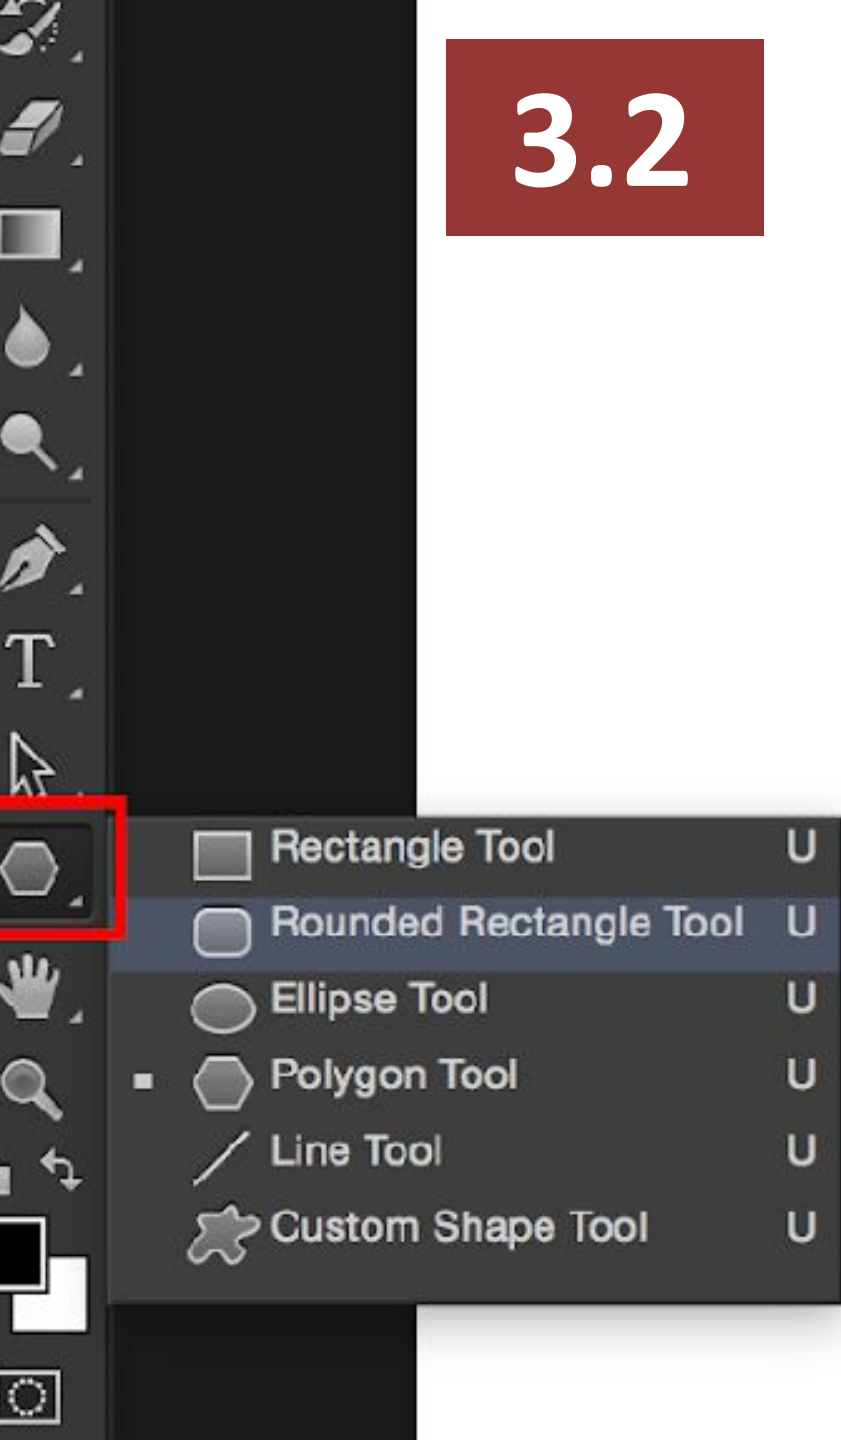 3.2
T
Rectangle Tool U
Rounded Rectangle Tool U
Ellipse Tool U
Polygon Tool U
Line Tool U
Custom Shape Tool U